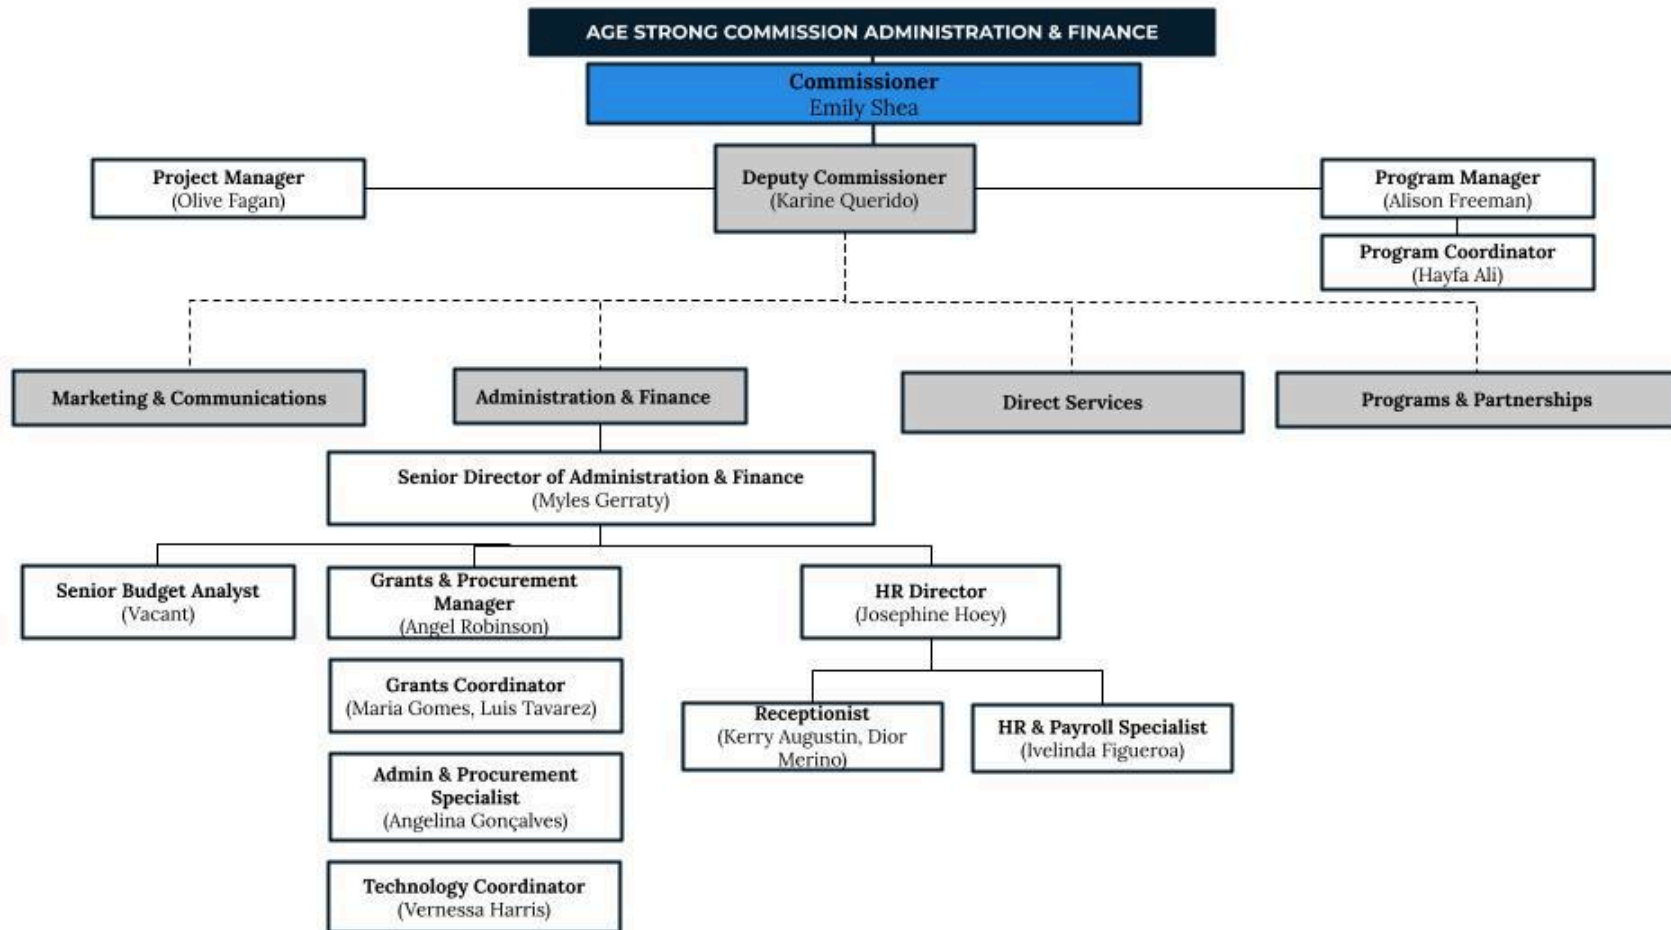 AGE STRONG COMMISSION ADMINISTRATION & FINANCE
Commissioner
Emily Shea
Project Manager
(Olive Fagan)
Deputy Commissioner
(Karine Querido)
Program Manager
(Alison Freeman)
Program Coordinator
(Hayfa Ali)
Marketing & Communications
Administration & Finance
Direct Services
Programs & Partnerships
Senior Director of Administration & Finance
(Myles Gerraty)
Senior Budget Analyst
(Vacant)
Grants & Procurement
Manager
(Angel Robinson)
HR Director
(Josephine Hoey)
Grants Coordinator
(Maria Gomes, Luis Tavarez)
Receptionist
(Kerry Augustin, Dior
Merino)
HR & Payroll Specialist
(Ivelinda Figueroa)
Admin & Procurement
Specialist
(Angelina Gonçalves)
Technology Coordinator
(Vernessa Harris)